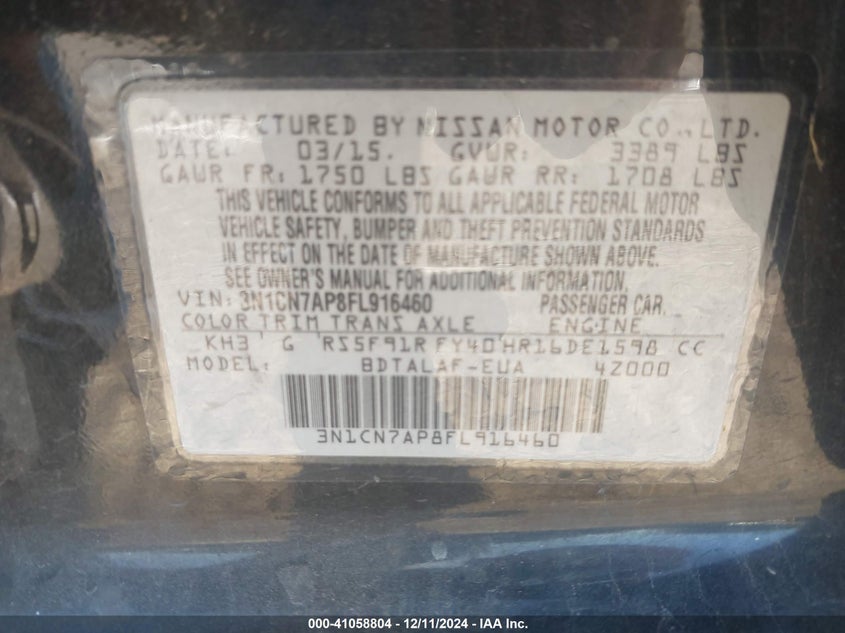 MANUFACTURED BY NISSAN MOTOR CO., LTD.
DATE: 03/15. GVWR: 3389 LBS
GAWR FR: 1750 LBS GAWR RR: 1708 LBS
THIS VEHICLE CONFORMS TO ALL APPLICABLE FEDERAL MOTOR
VEHICLE SAFETY, BUMPER AND THEFT PREVENTION STANDARDS
IN EFFECT ON THE DATE OF MANUFACTURE SHOWN ABOVE.
SEE OWNER'S MANUAL FOR ADDITIONAL INFORMATION.
VIN: 3N1CN7AP8FL916460 PASSENGER CAR.
COLOR TRIM TRANS AXLE ENGINE
KH3 G RS5F91R FY40 HR16DE1598 CC
MODEL: BDTALAF-EUA 4Z000
3N1CN7AP8FL916460
000-41058804 - 12/11/2024 - IAA Inc.